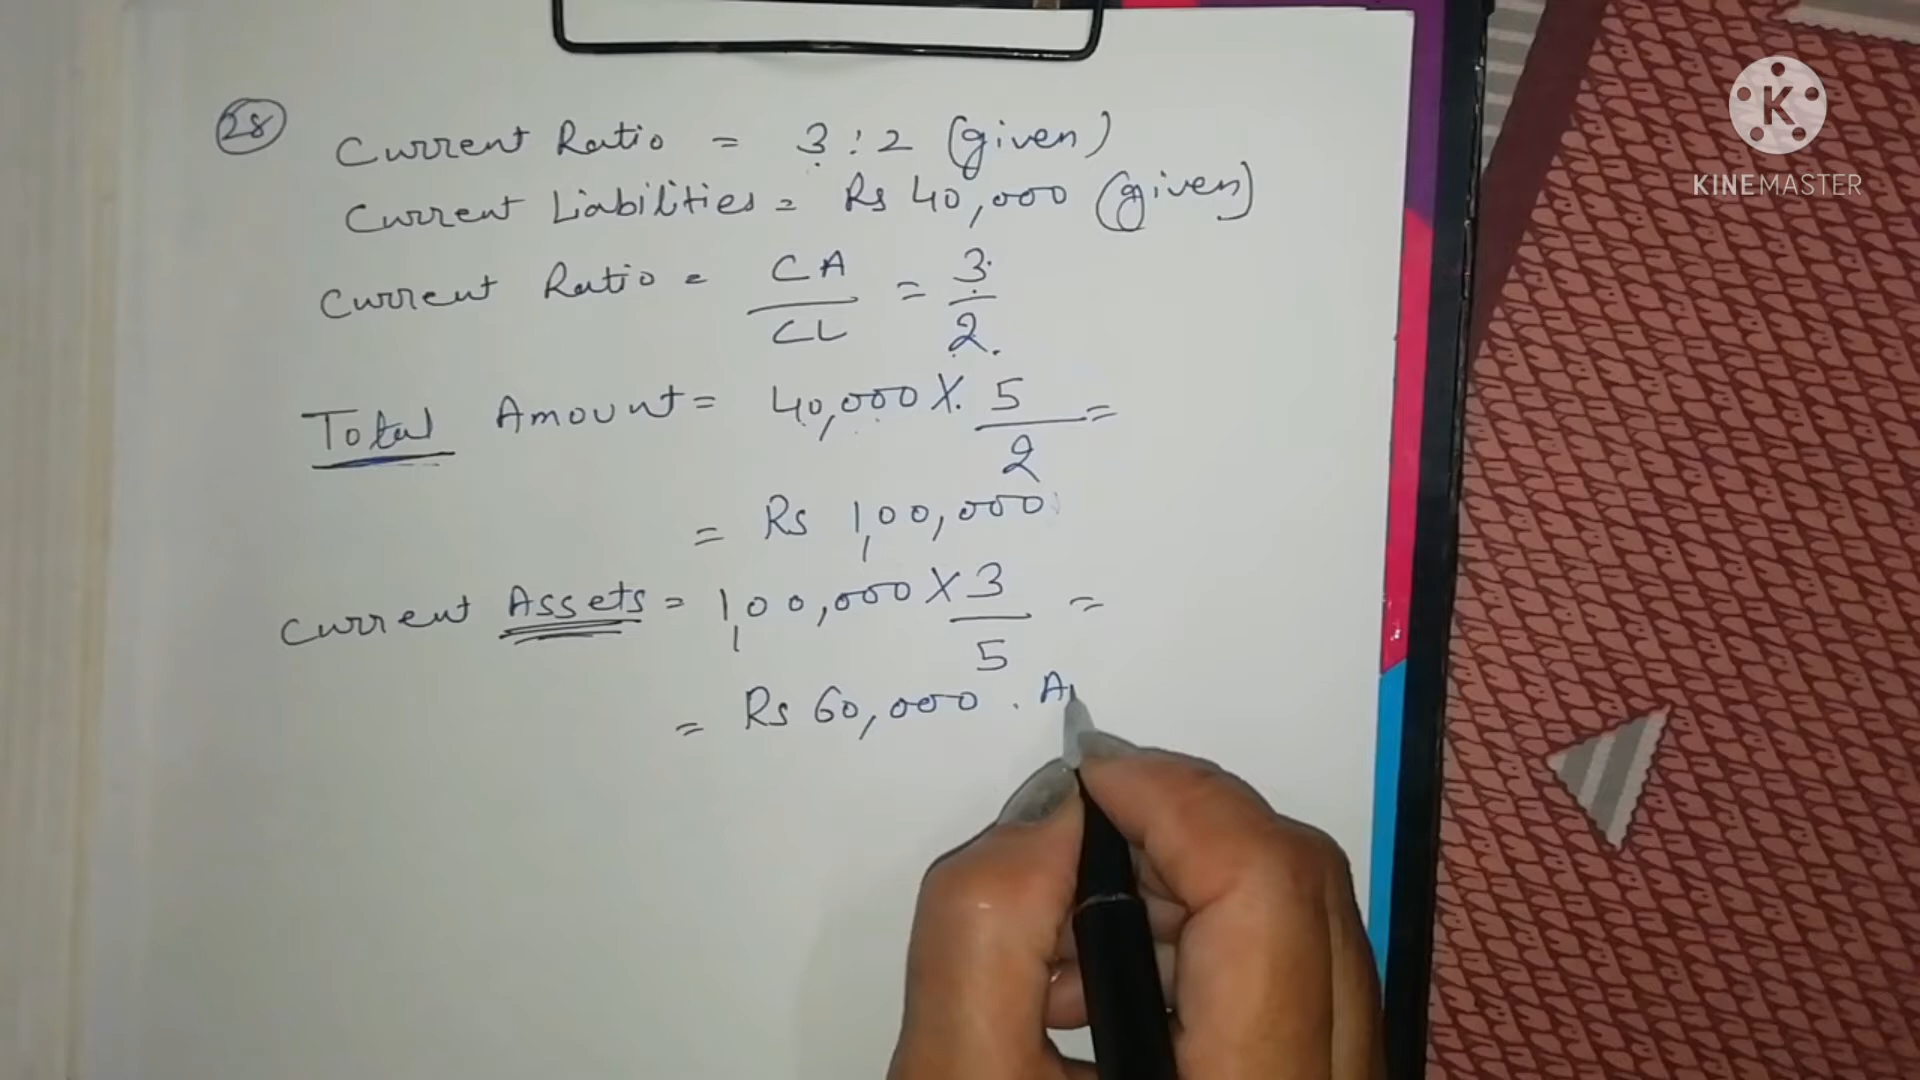 28
Current Ratio = 3:2 (given)
Current Liabilities = Rs 40,000 (given)
Current Ratio = CA/CL = 3/2
Total Amount = 40,000 X 5/2 =
= Rs 1,00,000
Current Assets = 1,00,000 X 3/5 =
= Rs 60,000. A
K
KINEMASTER